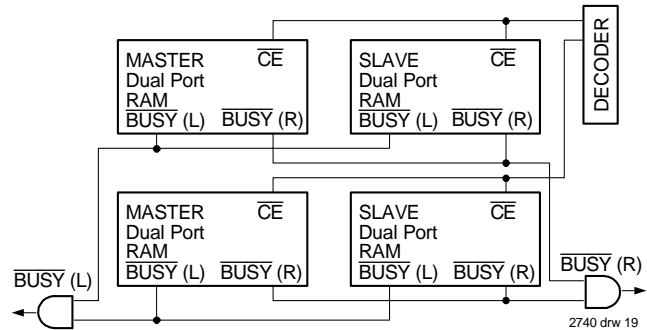 MASTER
Dual Port
RAM
CE
BUSY (L) BUSY (R)
SLAVE
Dual Port
RAM
CE
BUSY (L) BUSY (R)
DECODER
MASTER
Dual Port
RAM
CE
BUSY (L) BUSY (R)
SLAVE
Dual Port
RAM
CE
BUSY (L) BUSY (R)
BUSY (L)
BUSY (R)
2740 drw 19